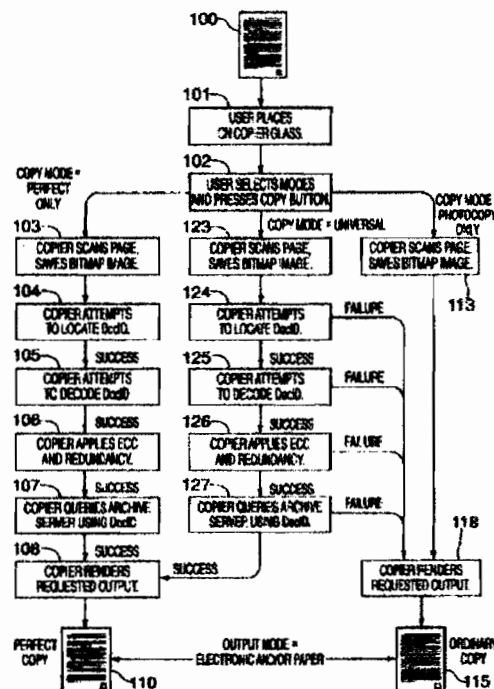 100
101
USER PLACES
ON COPIER GLASS.
102
USER SELECTS MODES
AND PRESSES COPY BUTTON.
COPY MODE =
PERFECT
ONLY
COPY MODE = UNIVERSAL
COPY MODE
PHOTOCOPY
ONLY
103
COPIER SCANS PAGE,
SAVES BITMAP IMAGE.
123
COPIER SCANS PAGE,
SAVES BITMAP IMAGE.
COPIER SCANS PAGE,
SAVES BITMAP IMAGE.
113
104
COPIER ATTEMPTS
TO LOCATE DocID.
SUCCESS
124
COPIER ATTEMPTS
TO LOCATE DocID.
FAILURE
SUCCESS
105
COPIER ATTEMPTS
TO DECODE DocID
SUCCESS
125
COPIER ATTEMPTS
TO DECODE DocID.
FAILURE
SUCCESS
106
COPIER APPLIES ECC
AND REDUNDANCY.
SUCCESS
126
COPIER APPLIES ECC
AND REDUNDANCY.
FAILURE
SUCCESS
107
COPIER QUERIES ARCHIVE
SERVER USING DocID
SUCCESS
127
COPIER QUERIES ARCHIVE
SERVER USING DocID.
FAILURE
SUCCESS
108
COPIER RENDERS
REQUESTED OUTPUT.
118
COPIER RENDERS
REQUESTED OUTPUT.
PERFECT
COPY
110
OUTPUT MODE =
ELECTRONIC AND/OR PAPER
ORDINARY
COPY
115